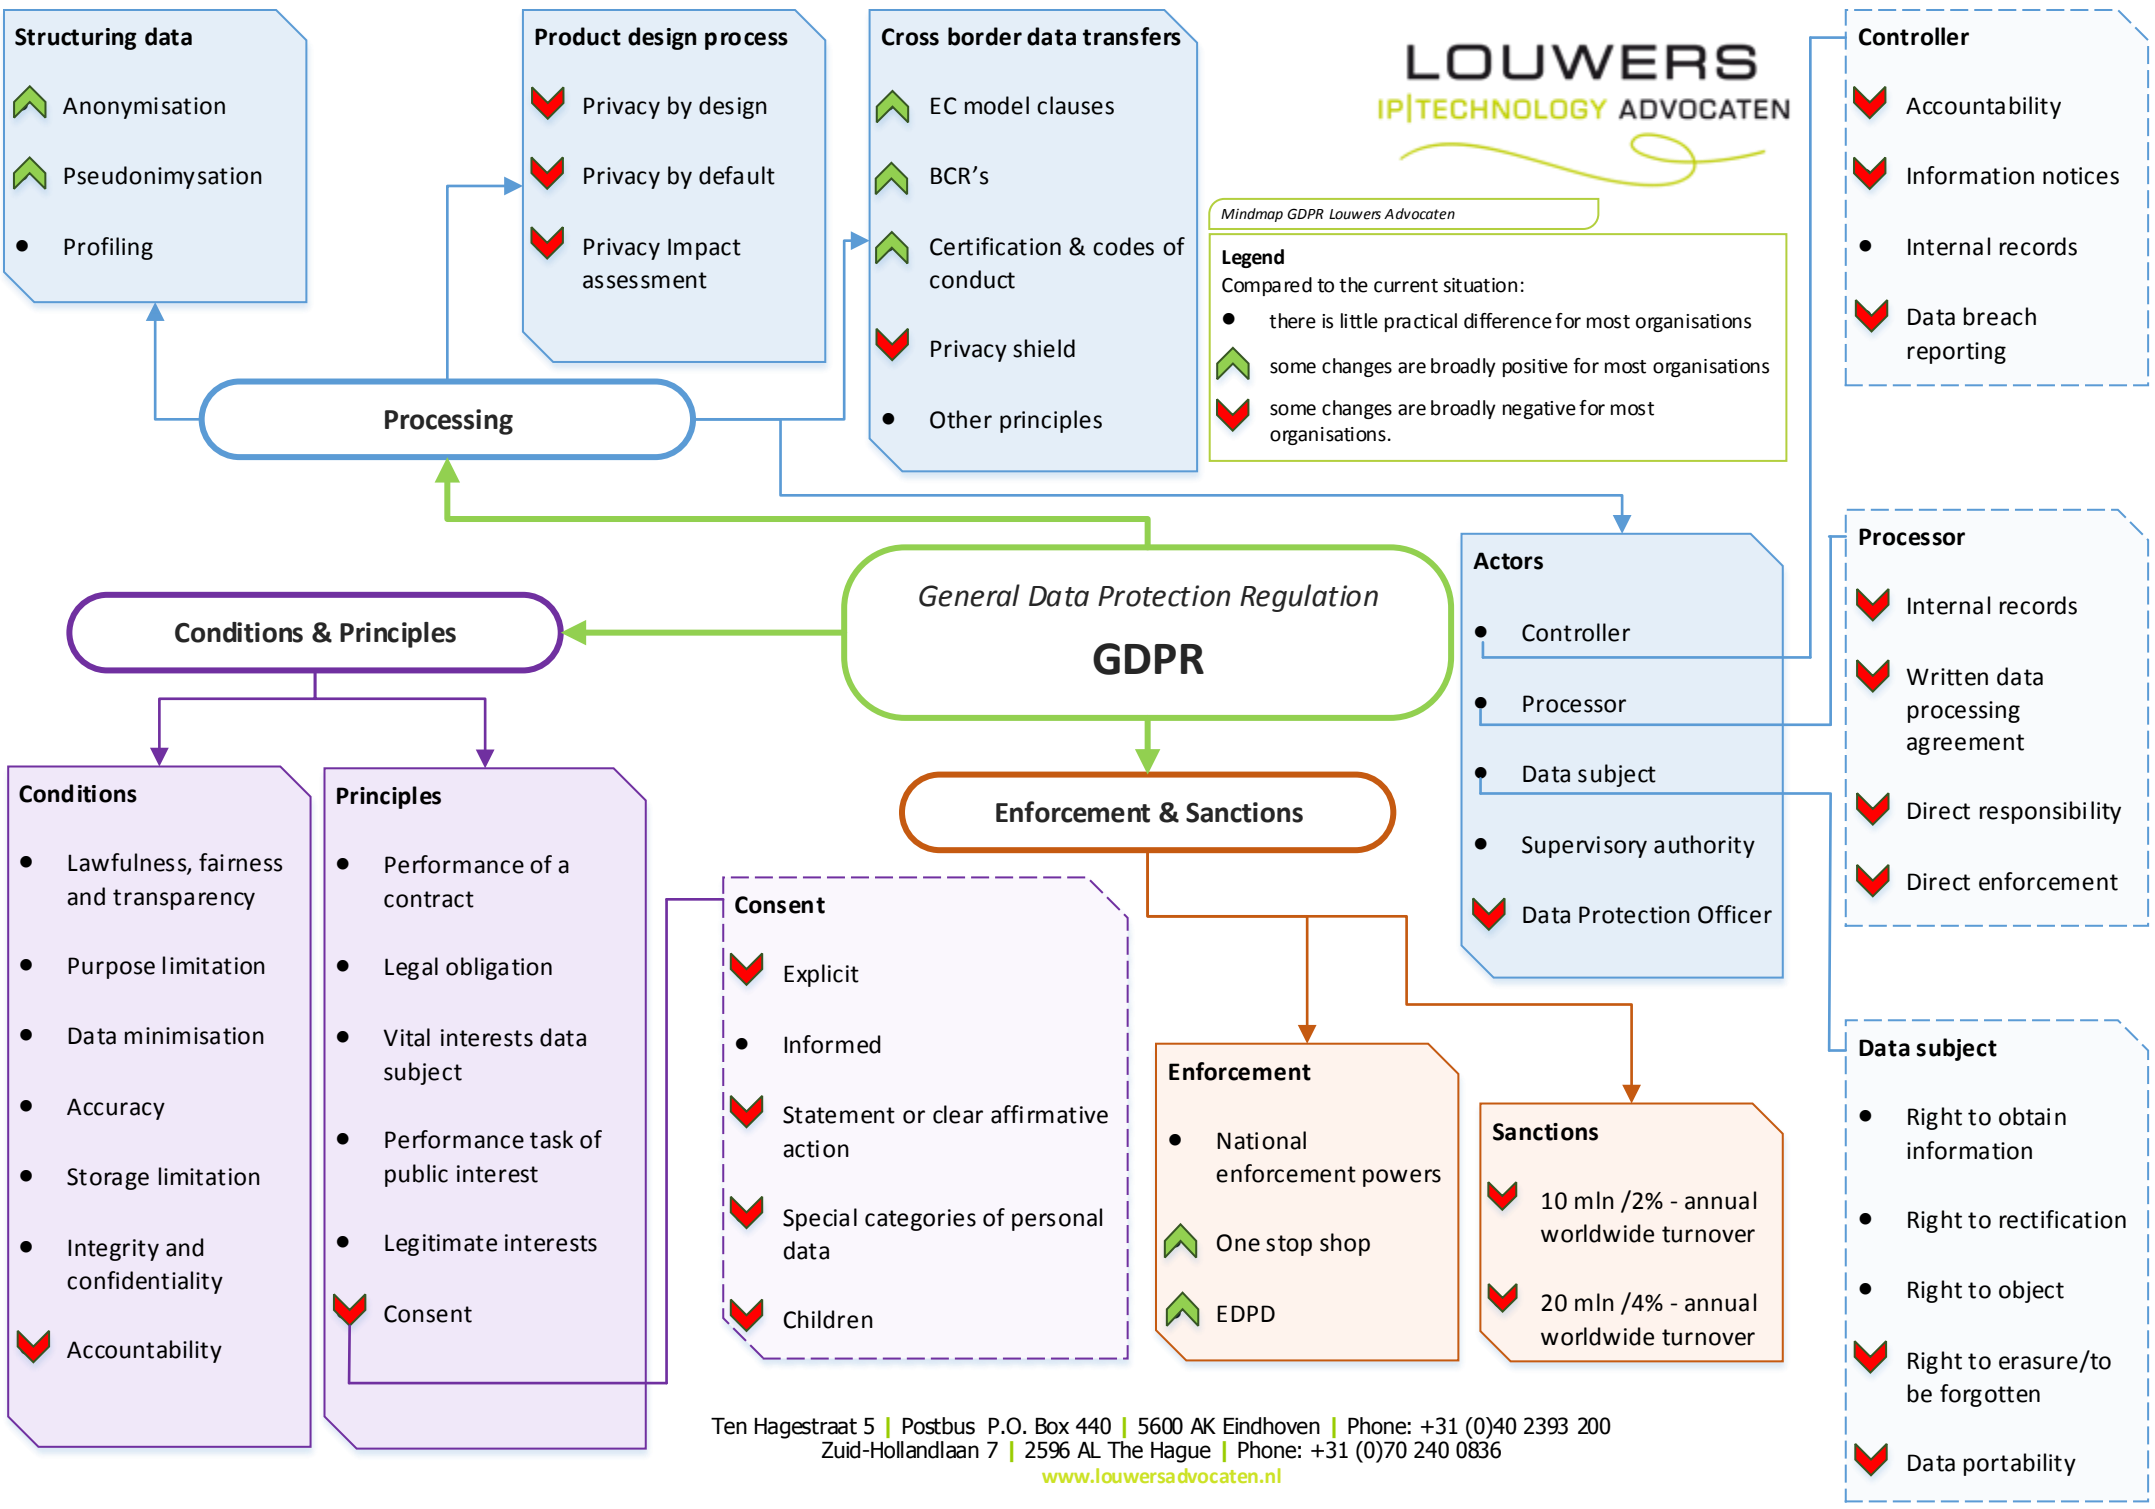 Structuring data
Anonymisation
Pseudonimysation
Profiling
Product design process
Privacy by design
Privacy by default
Privacy Impact
assessment
Cross border data transfers
EC model clauses
BCR's
Certification & codes of
conduct
Privacy shield
Other principles
LOUWERS
IP|TECHNOLOGY ADVOCATEN
Mindmap GDPR Louwers Advocaten
Legend
Compared to the current situation:
there is little practical difference for most organisations
some changes are broadly positive for most organisations
some changes are broadly negative for most
organisations.
Controller
Accountability
Information notices
Internal records
Data breach
reporting
Processing
General Data Protection Regulation
GDPR
Conditions & Principles
Enforcement & Sanctions
Actors
Controller
Processor
Data subject
Supervisory authority
Data Protection Officer
Processor
Internal records
Written data
processing
agreement
Direct responsibility
Direct enforcement
Conditions
Lawfulness, fairness
and transparency
Purpose limitation
Data minimisation
Accuracy
Storage limitation
Integrity and
confidentiality
Accountability
Principles
Performance of a
contract
Legal obligation
Vital interests data
subject
Performance task of
public interest
Legitimate interests
Consent
Consent
Explicit
Informed
Statement or clear affirmative
action
Special categories of personal
data
Children
Enforcement
National
enforcement powers
One stop shop
EDPD
Sanctions
10 mln /2% - annual
worldwide turnover
20 mln /4% - annual
worldwide turnover
Data subject
Right to obtain
information
Right to rectification
Right to object
Right to erasure/to
be forgotten
Data portability
Ten Hagestraat 5 | Postbus P.O. Box 440 | 5600 AK Eindhoven | Phone: +31 (0)40 2393 200
Zuid-Hollandlaan 7 | 2596 AL The Hague | Phone: +31 (0)70 240 0836
www.louwersadvocaten.nl